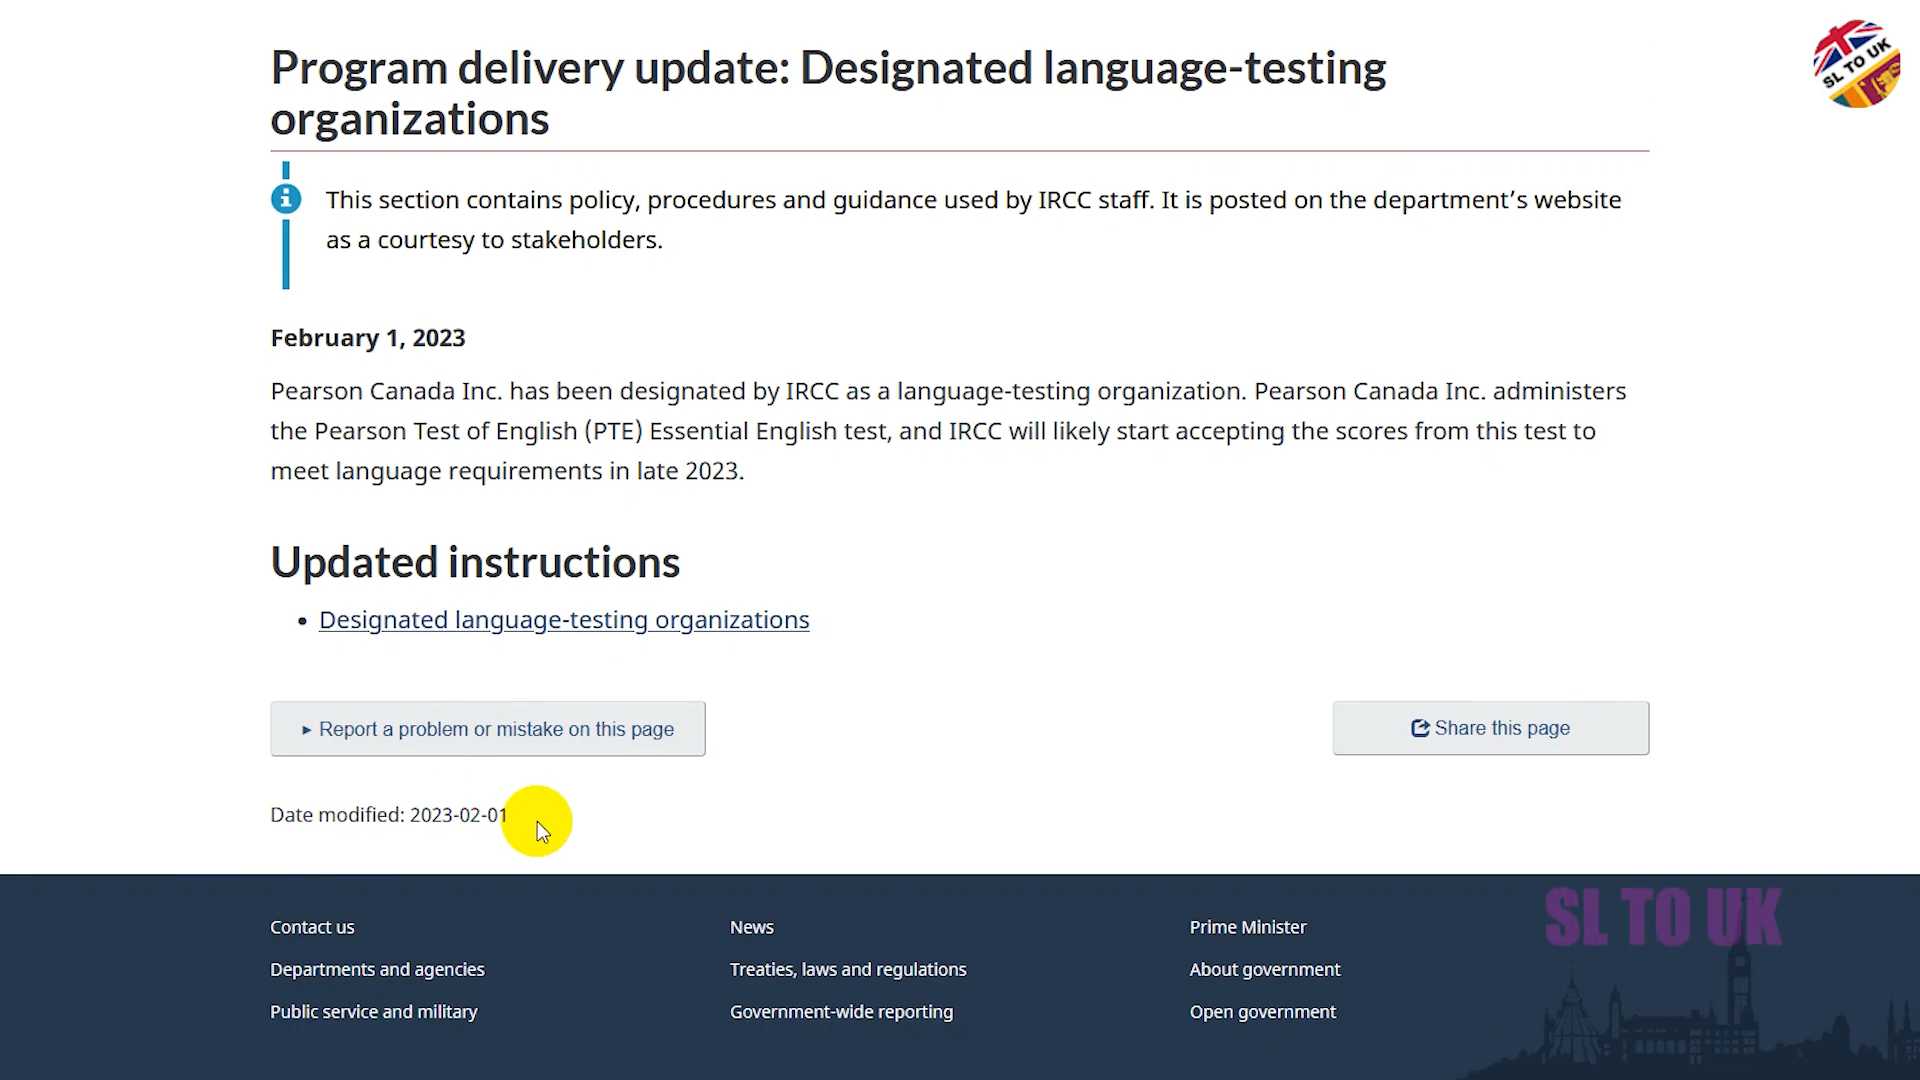 Program delivery update: Designated language-testing
organizations
SL TO UK
This section contains policy, procedures and guidance used by IRCC staff. It is posted on the department’s website
as a courtesy to stakeholders.
February 1, 2023
Pearson Canada Inc. has been designated by IRCC as a language-testing organization. Pearson Canada Inc. administers
the Pearson Test of English (PTE) Essential English test, and IRCC will likely start accepting the scores from this test to
meet language requirements in late 2023.
Updated instructions
• Designated language-testing organizations
▸ Report a problem or mistake on this page
Share this page
Date modified: 2023-02-01
Contact us
News
Prime Minister
SL TO UK
Departments and agencies
Treaties, laws and regulations
About government
Public service and military
Government-wide reporting
Open government